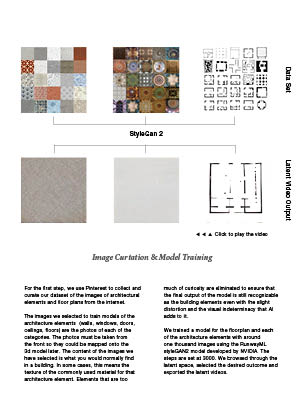 Data Set
StyleGan 2
Latent Video Output
◄ ◄ ▲ Click to play the video
Image Curtation & Model Training
For the first step, we use Pinterest to collect and
curate our dataset of the images of architectural
elements and floor plans from the internet.
The images we selected to train models of the
architecture elements (walls, windows, doors,
ceilings, floors) are the photos of each of the
categories. The photos must be taken from
the front so they could be mapped onto the
3d model later. The content of the images we
have selected is what you would normally find
in a building. In some cases, this means the
texture of the commonly used material for that
architecture element. Elements that are too
much of curiosity are eliminated to ensure that
the final output of the model is still recognizable
as the building elements even with the slight
distortion and the visual indeterminacy that AI
adds to it.
We trained a model for the floorplan and each
of the architecture elements with around
one thousand images using the RunwayML
styleGAN2 model developed by NVIDIA. The
steps are set at 3000. We browsed through the
latent space, selected the desired outcome and
exported the latent videos.